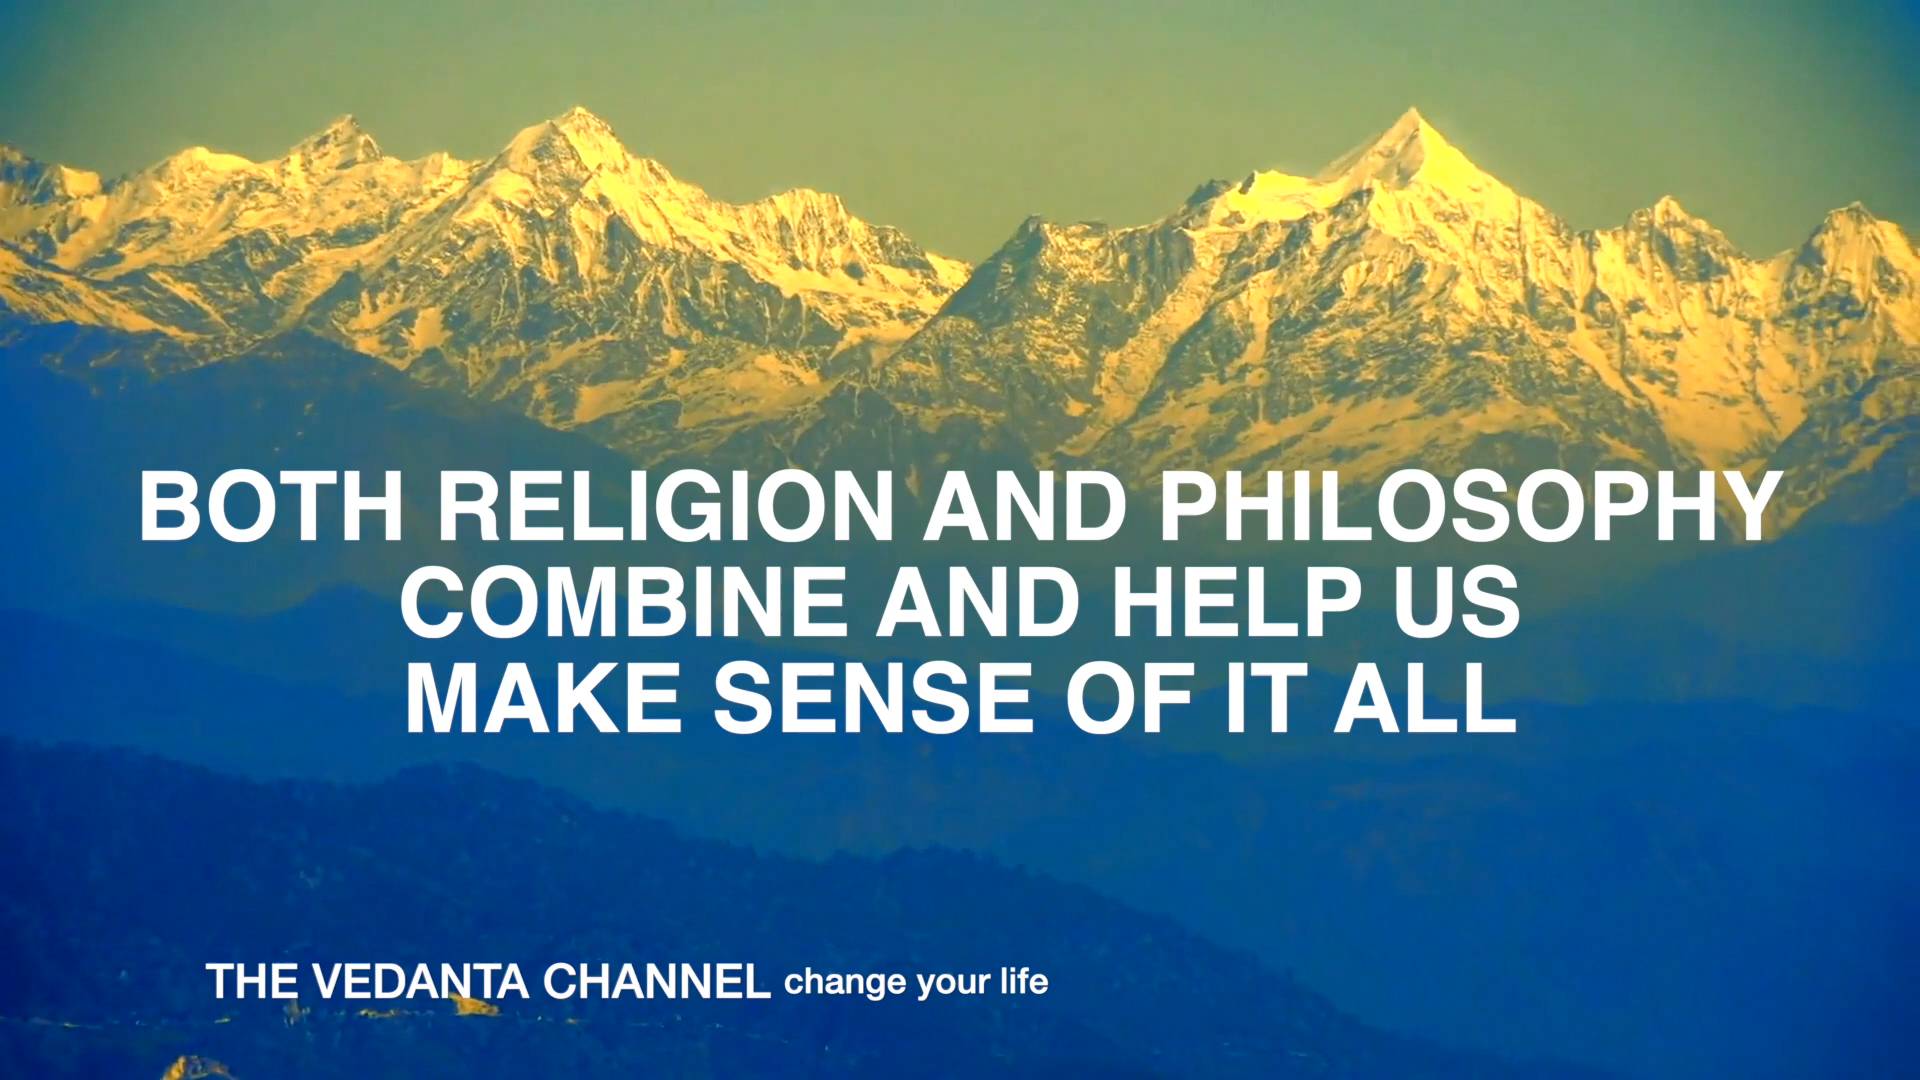 BOTH RELIGION AND PHILOSOPHY
COMBINE AND HELP US
MAKE SENSE OF IT ALL
THE VEDANTA CHANNEL change your life